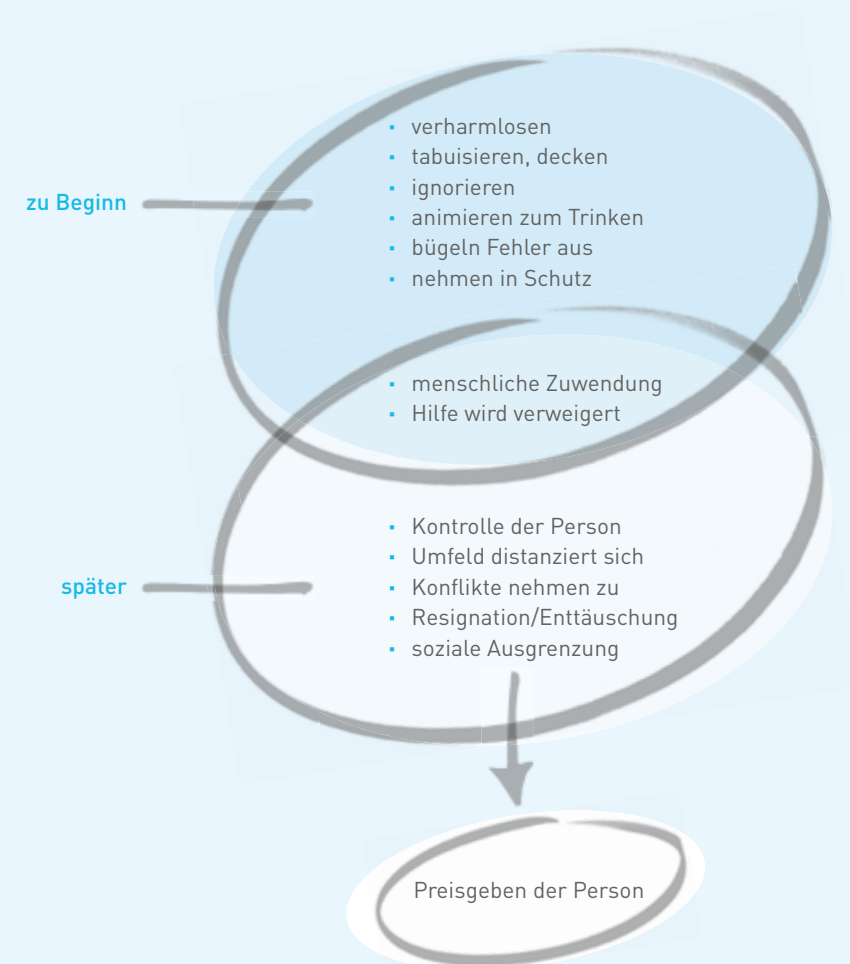 verharmlosen
tabuisieren, decken
ignorieren
zu Beginn
animieren zum Trinken
bügeln Fehler aus
nehmen in Schutz
menschliche Zuwendung
Hilfe wird verweigert
Kontrolle der Person
Umfeld distanziert sich
später
Konflikte nehmen zu
Resignation/Enttäuschung
soziale Ausgrenzung
Preisgeben der Person